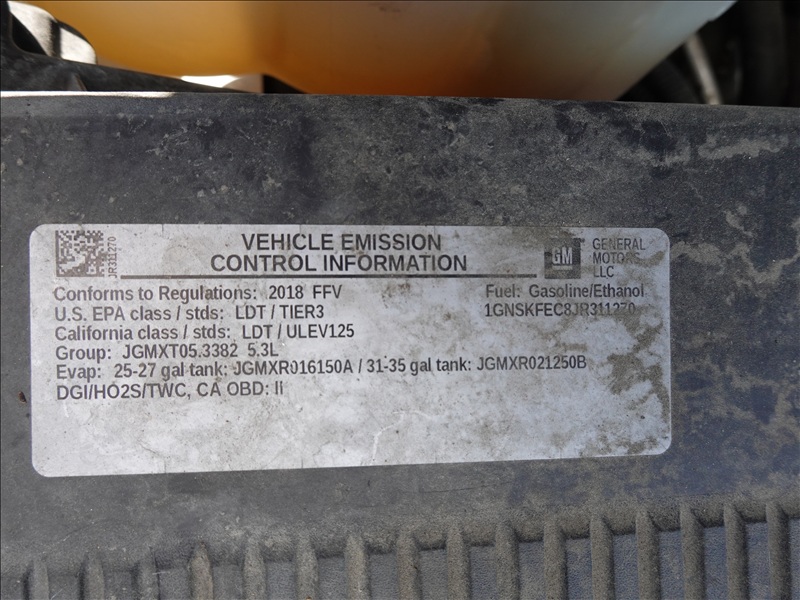 JR311270
VEHICLE EMISSION
CONTROL INFORMATION
GM
GENERAL
MOTORS
LLC
Conforms to Regulations: 2018 FFV
Fuel: Gasoline/Ethanol
U.S. EPA class / stds: LDT / TIER3
1GNSKFEC8JR311270
California class / stds: LDT / ULEV125
Group: JGMXT05.3382 5.3L
Evap: 25-27 gal tank: JGMXR016150A / 31-35 gal tank: JGMXR021250B
DGI/HO2S/TWC, CA OBD: II